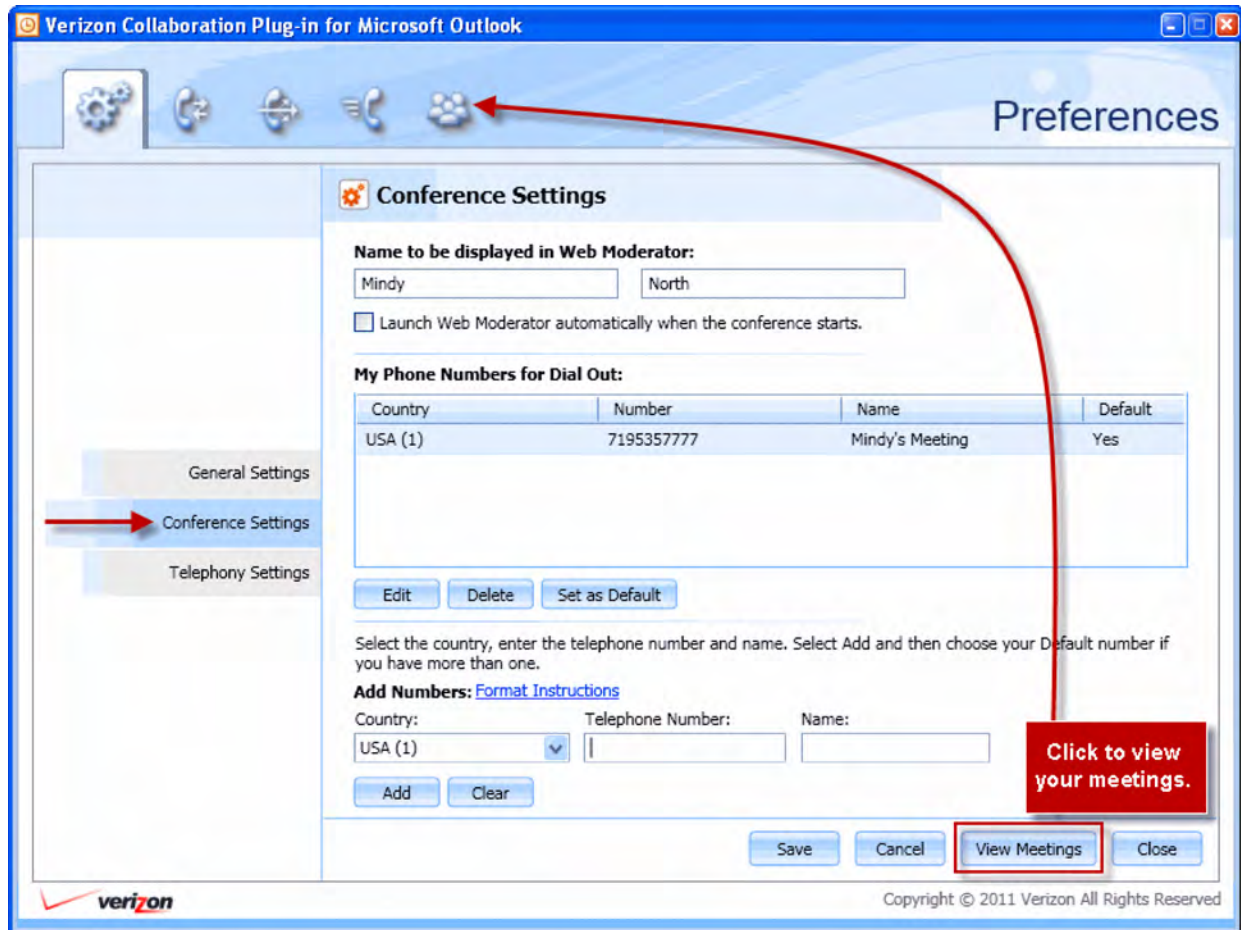 Verizon Collaboration Plug-in for Microsoft Outlook
Preferences
Conference Settings
Name to be displayed in Web Moderator:
Mindy North
Launch Web Moderator automatically when the conference starts.
My Phone Numbers for Dial Out:
Country Number Name Default
USA (1) 7195357777 Mindy's Meeting Yes
General Settings
Conference Settings
Telephony Settings
Edit Delete Set as Default
Select the country, enter the telephone number and name. Select Add and then choose your Default number if
you have more than one.
Add Numbers: Format Instructions
Country: Telephone Number: Name:
USA (1)
Click to view
your meetings.
Add Clear
Save Cancel View Meetings Close
verizon
Copyright © 2011 Verizon All Rights Reserved